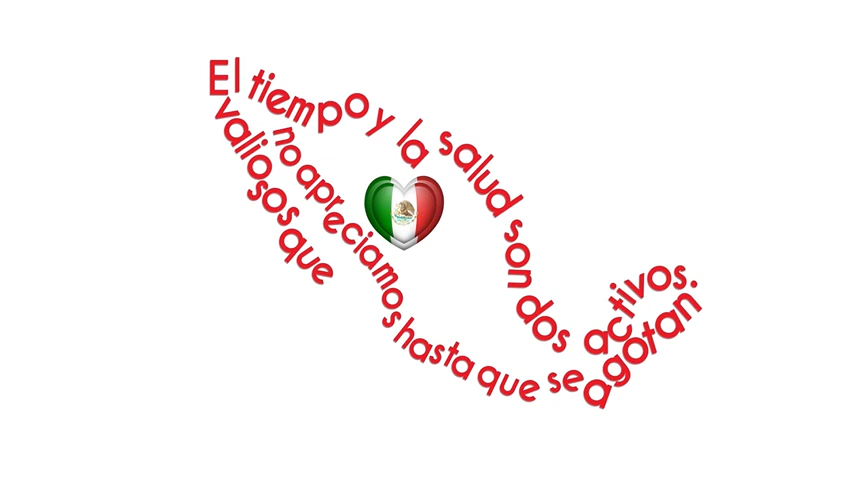 El tiempo y la salud son dos activos.
valiosos que
no apreciamos hasta que se agotan